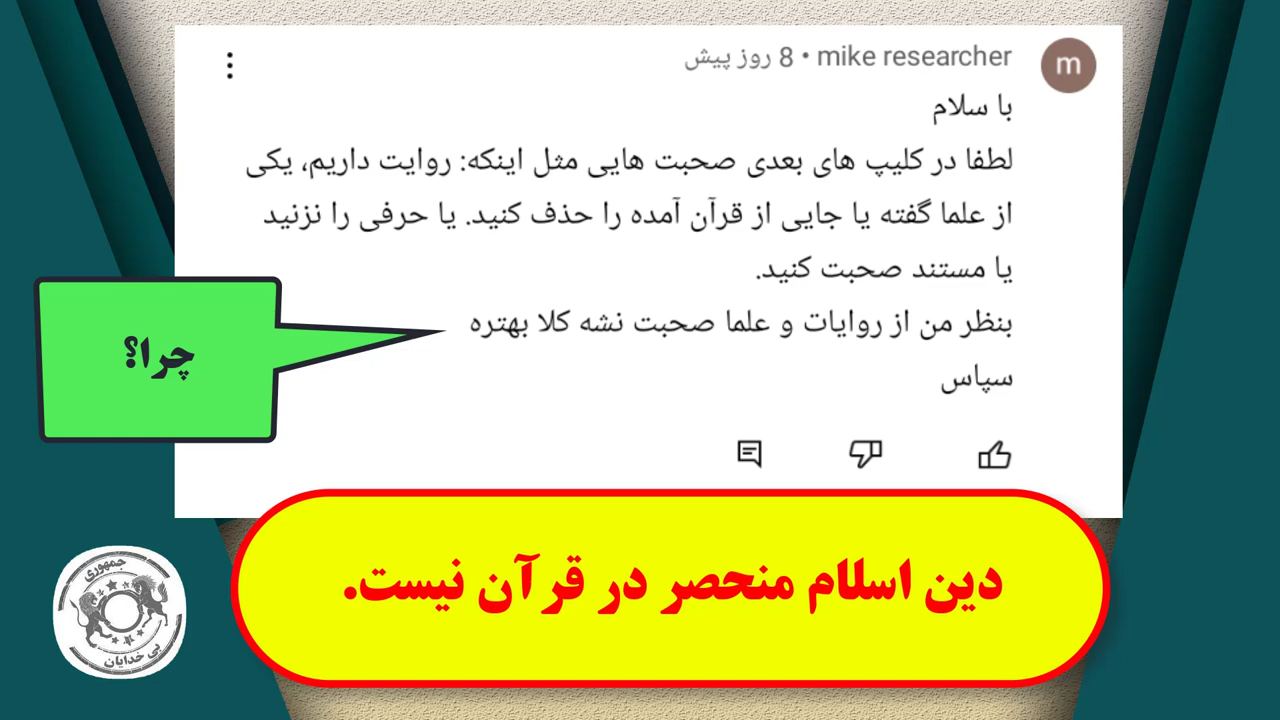 mike researcher • 8 روز پیش
m
با سلام
لطفا در کلیپ های بعدی صحبت هایی مثل اینکه: روایت داریم، یکی
از علما گفته یا جایی از قرآن آمده را حذف کنید. یا حرفی را نزنید
یا مستند صحبت کنید.
بنظر من از روایات و علما صحبت نشه کلا بهتره
سپاس
چرا؟
دین اسلام منحصر در قرآن نیست.
جمهوری
بی خدایان